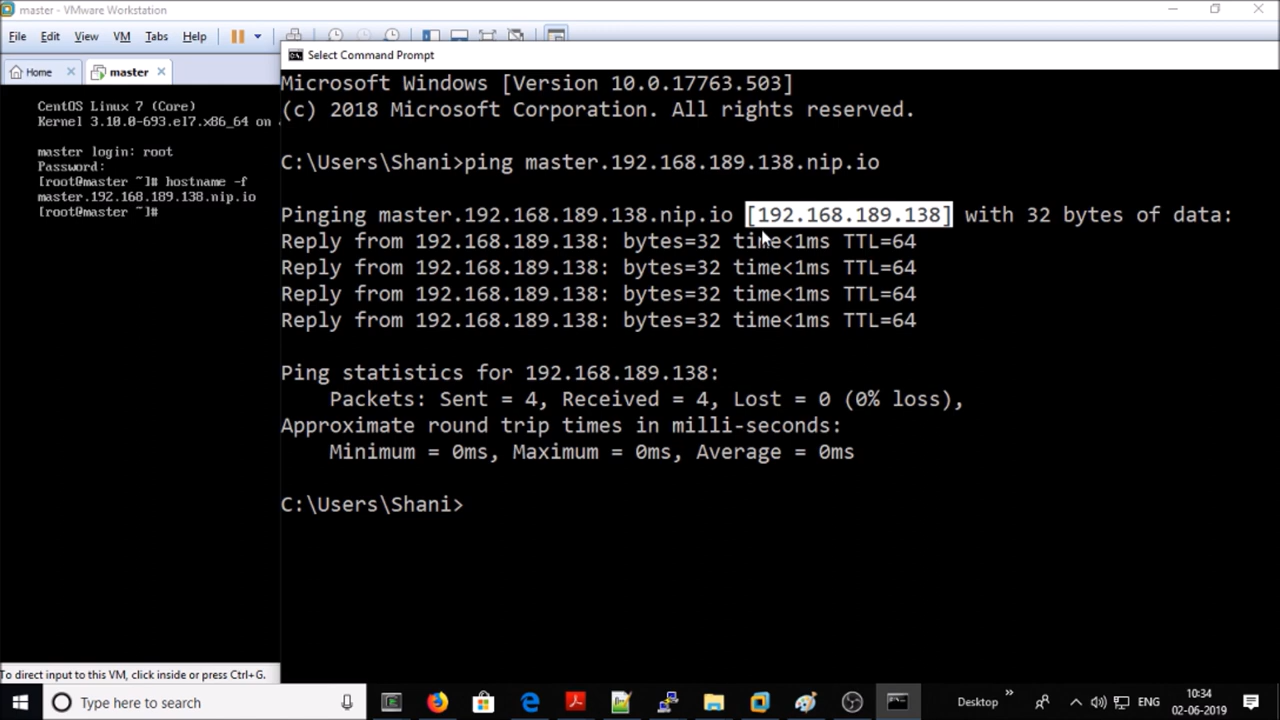 master - VMware Workstation
File Edit View VM Tabs Help
Home
master
CentOS Linux 7 (Core)
Kernel 3.10.0-693.el7.x86_64 on
master login: root
Password:
[root@master ~]# hostname -f
master.192.168.189.138.nip.io
[root@master ~]#
To direct input to this VM, click inside or press Ctrl+G.
Select Command Prompt
Microsoft Windows [Version 10.0.17763.503]
(c) 2018 Microsoft Corporation. All rights reserved.
C:\Users\Shani>ping master.192.168.189.138.nip.io
Pinging master.192.168.189.138.nip.io [192.168.189.138] with 32 bytes of data:
Reply from 192.168.189.138: bytes=32 time<1ms TTL=64
Reply from 192.168.189.138: bytes=32 time<1ms TTL=64
Reply from 192.168.189.138: bytes=32 time<1ms TTL=64
Reply from 192.168.189.138: bytes=32 time<1ms TTL=64
Ping statistics for 192.168.189.138:
Packets: Sent = 4, Received = 4, Lost = 0 (0% loss),
Approximate round trip times in milli-seconds:
Minimum = 0ms, Maximum = 0ms, Average = 0ms
C:\Users\Shani>
Type here to search
Desktop
ENG
10:34
02-06-2019